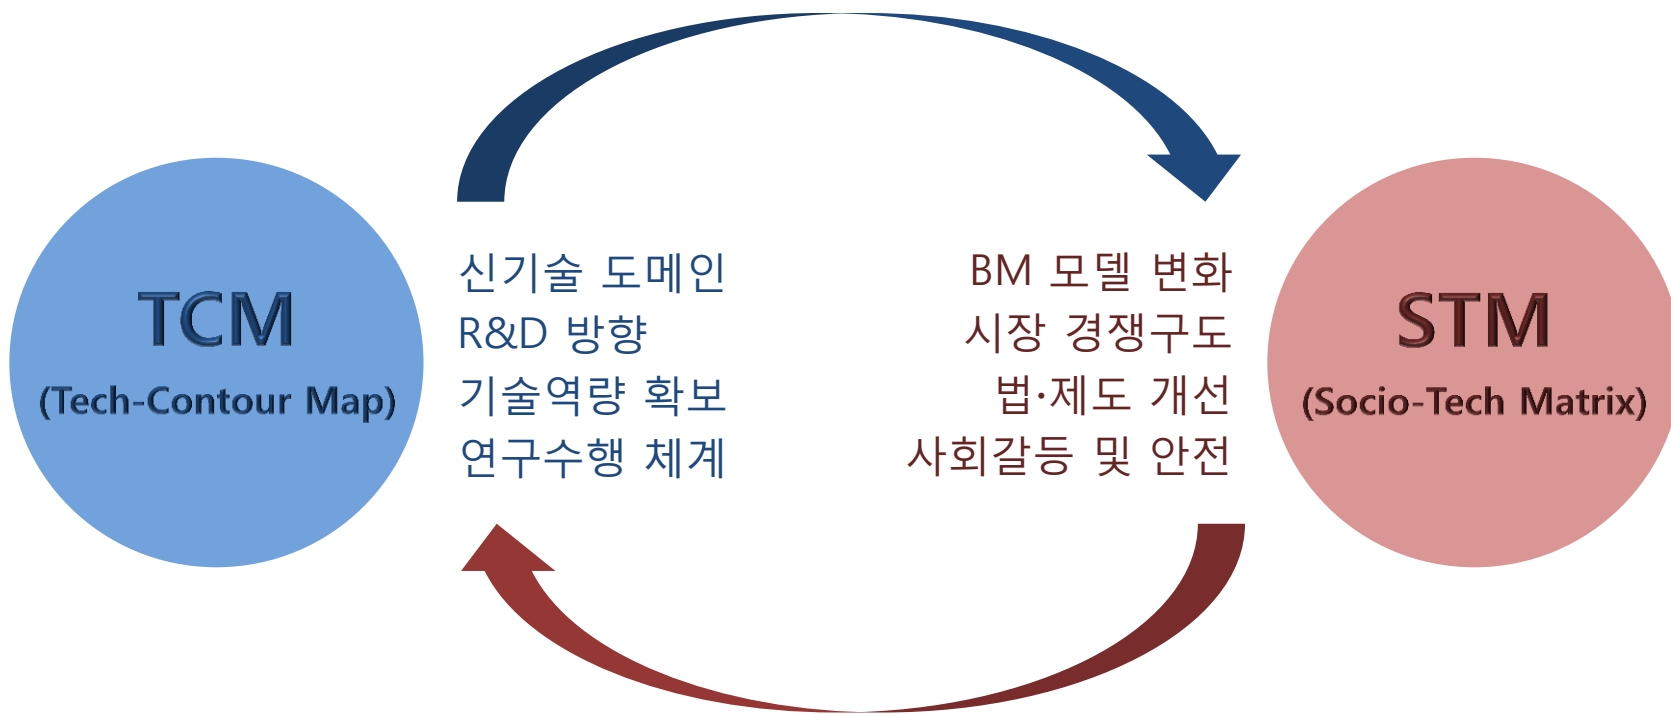 TCM
(Tech-Contour Map)
신기술 도메인
R&D 방향
기술역량 확보
연구수행 체계
BM 모델 변화
시장 경쟁구도
법·제도 개선
사회갈등 및 안전
STM
(Socio-Tech Matrix)